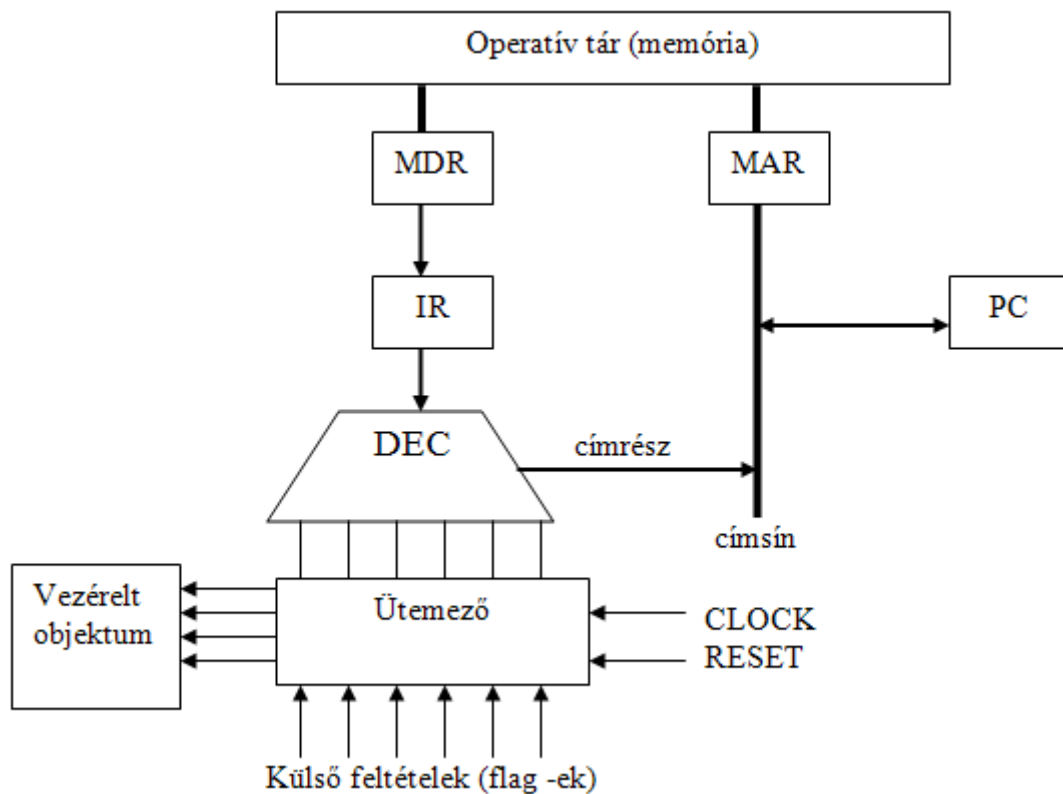 Operatív tár (memória)
MDR
MAR
IR
PC
DEC
címrész
címsín
Vezérelt
objektum
Ütemező
CLOCK
RESET
Külső feltételek (flag -ek)